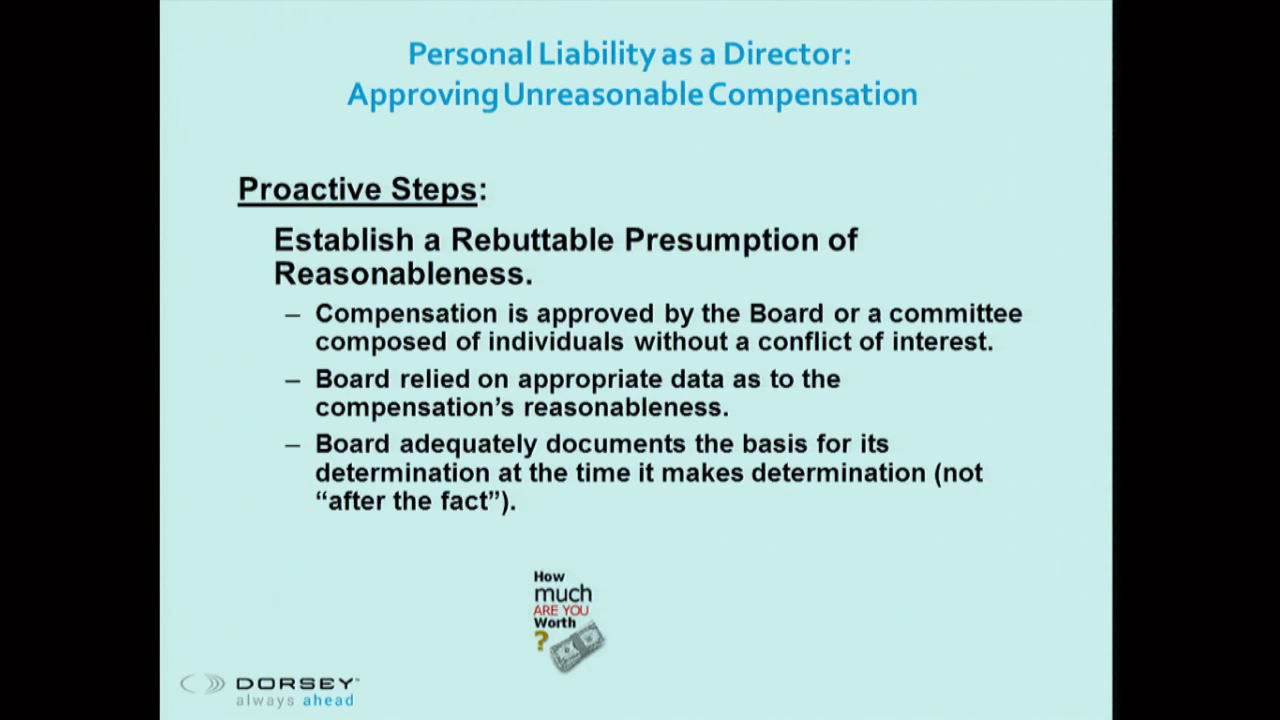 Personal Liability as a Director:
Approving Unreasonable Compensation
Proactive Steps:
Establish a Rebuttable Presumption of
Reasonableness.
– Compensation is approved by the Board or a committee
composed of individuals without a conflict of interest.
– Board relied on appropriate data as to the
compensation’s reasonableness.
– Board adequately documents the basis for its
determination at the time it makes determination (not
“after the fact”).
How
much
ARE YOU
Worth
?
DORSEY™
always ahead